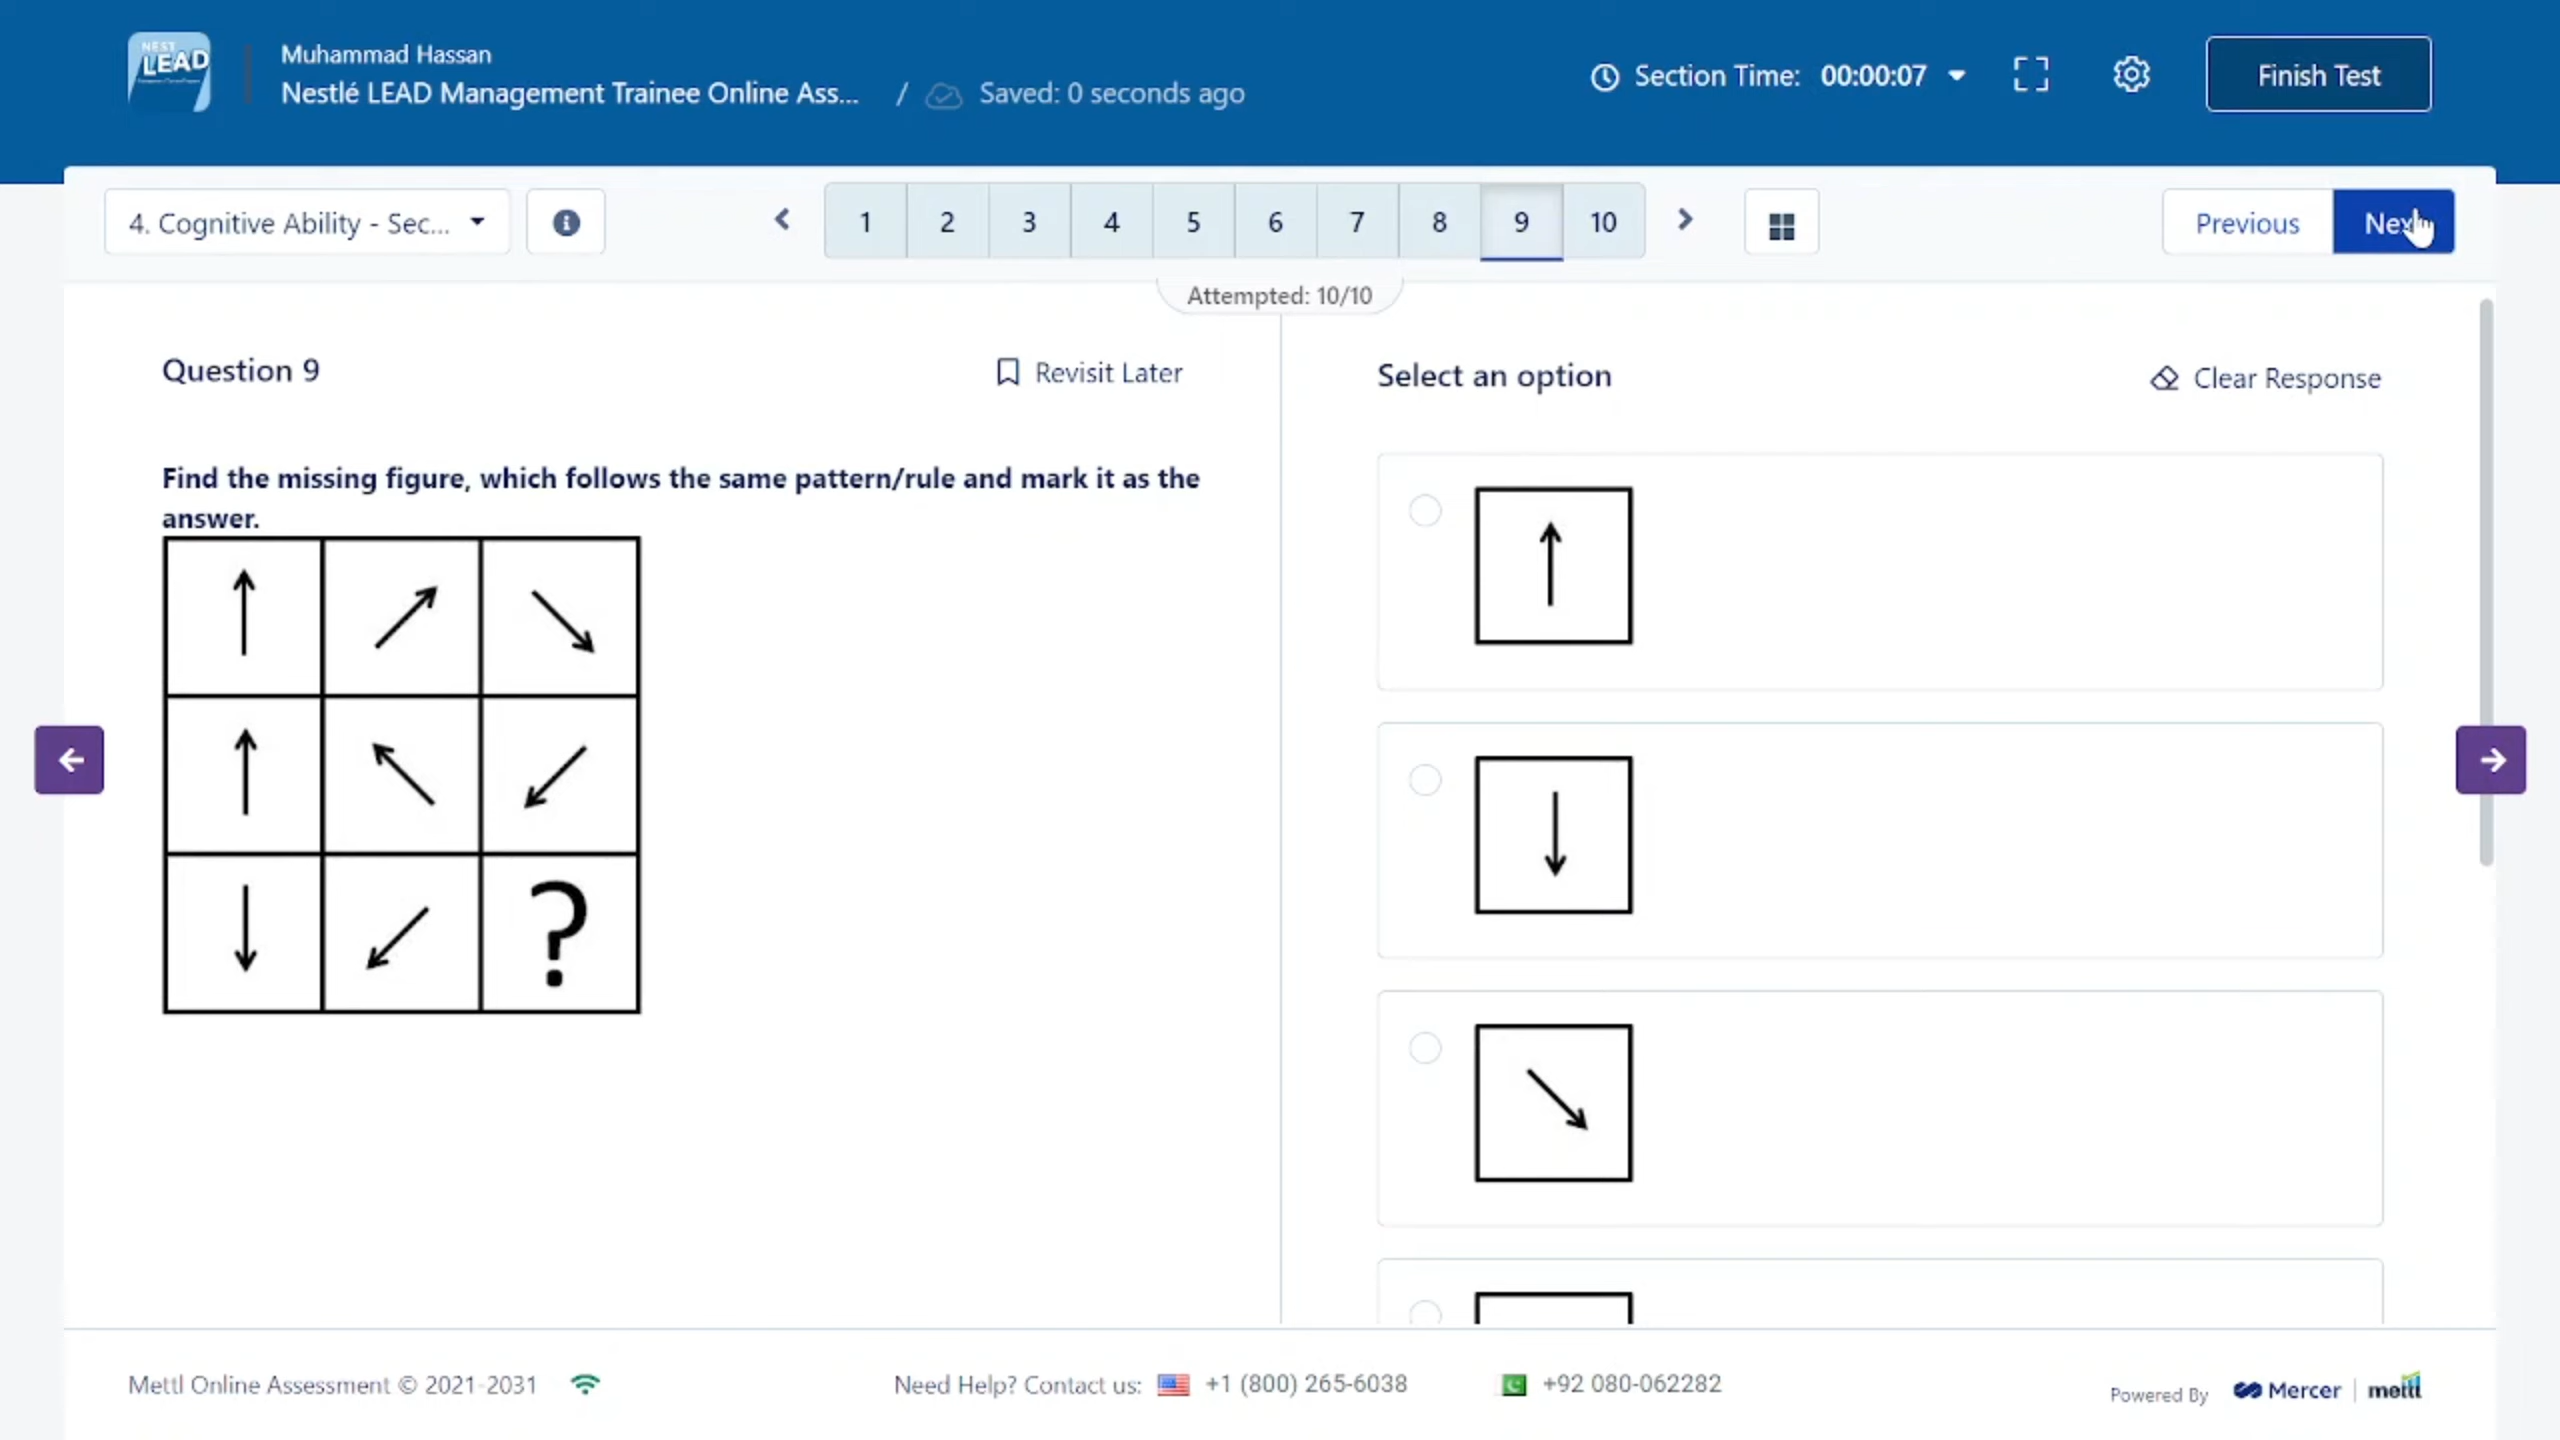 NEST
LEAD
Muhammad Hassan
Nestlé LEAD Management Trainee Online Ass...
/ Saved: 0 seconds ago
Section Time: 00:00:07
Finish Test
4. Cognitive Ability - Sec...
1 2 3 4 5 6 7 8 9 10
Previous
Next
Attempted: 10/10
Question 9
Revisit Later
Select an option
Clear Response
Find the missing figure, which follows the same pattern/rule and mark it as the
answer.
?
Mettl Online Assessment © 2021-2031
Need Help? Contact us: +1 (800) 265-6038 +92 080-062282
Powered By Mercer | mettl